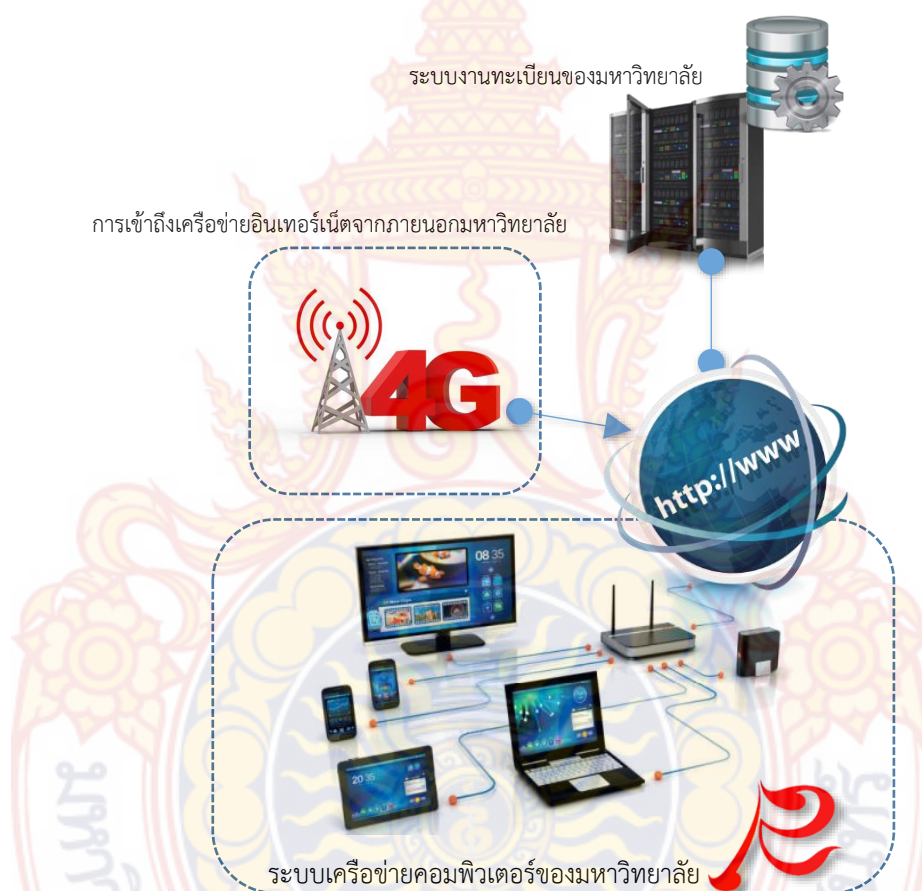 ระบบงานทะเบียนของมหาวิทยาลัย
การเข้าถึงเครือข่ายอินเทอร์เน็ตจากภายนอกมหาวิทยาลัย
4G
http://www
08 35
20 35
ระบบเครือข่ายคอมพิวเตอร์ของมหาวิทยาลัย